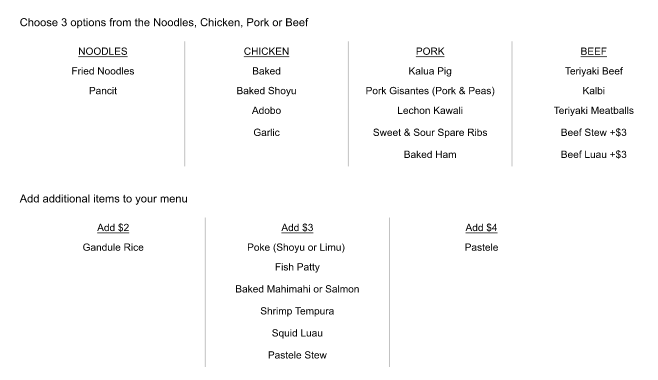 Choose 3 options from the Noodles, Chicken, Pork or Beef
NOODLES
Fried Noodles
Pancit
CHICKEN
Baked
Baked Shoyu
Adobo
Garlic
PORK
Kalua Pig
Pork Gisantes (Pork & Peas)
Lechon Kawali
Sweet & Sour Spare Ribs
Baked Ham
BEEF
Teriyaki Beef
Kalbi
Teriyaki Meatballs
Beef Stew +$3
Beef Luau +$3
Add additional items to your menu
Add $2
Gandule Rice
Add $3
Poke (Shoyu or Limu)
Fish Patty
Baked Mahimahi or Salmon
Shrimp Tempura
Squid Luau
Pastele Stew
Add $4
Pastele